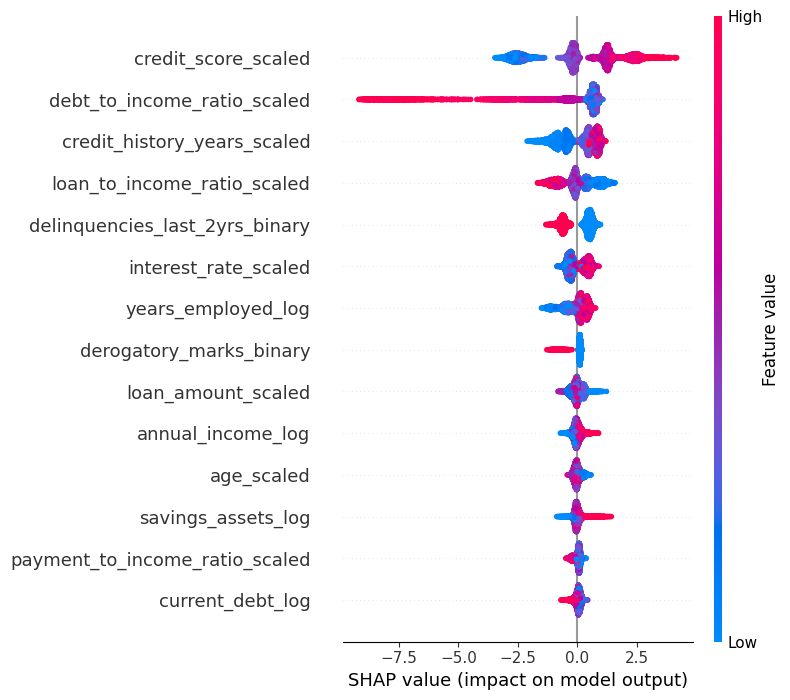 High
credit_score_scaled
debt_to_income_ratio_scaled
credit_history_years_scaled
loan_to_income_ratio_scaled
delinquencies_last_2yrs_binary
interest_rate_scaled
years_employed_log
derogatory_marks_binary
loan_amount_scaled
annual_income_log
age_scaled
savings_assets_log
payment_to_income_ratio_scaled
current_debt_log
Feature value
Low
−7.5 −5.0 −2.5 0.0 2.5
SHAP value (impact on model output)